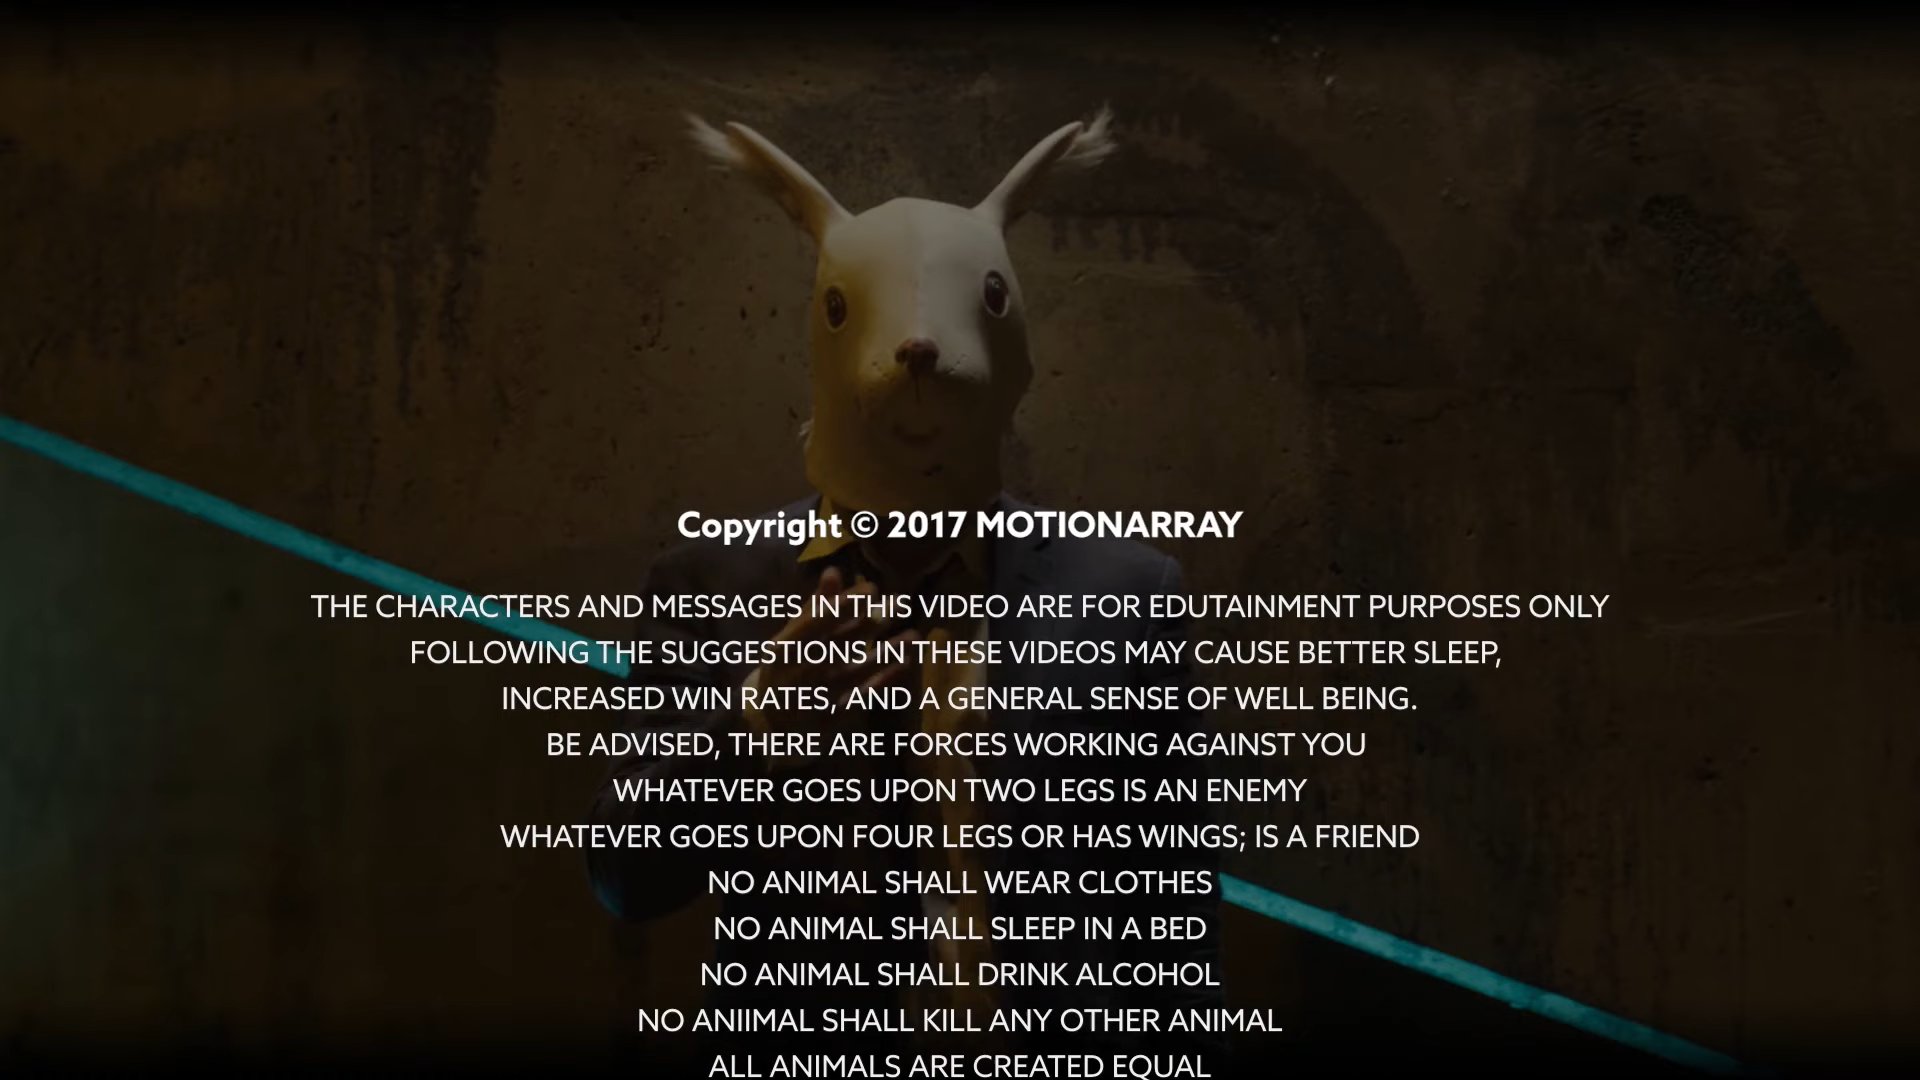 Copyright © 2017 MOTIONARRAY
THE CHARACTERS AND MESSAGES IN THIS VIDEO ARE FOR EDUTAINMENT PURPOSES ONLY
FOLLOWING THE SUGGESTIONS IN THESE VIDEOS MAY CAUSE BETTER SLEEP,
INCREASED WIN RATES, AND A GENERAL SENSE OF WELL BEING.
BE ADVISED, THERE ARE FORCES WORKING AGAINST YOU
WHATEVER GOES UPON TWO LEGS IS AN ENEMY
WHATEVER GOES UPON FOUR LEGS OR HAS WINGS; IS A FRIEND
NO ANIMAL SHALL WEAR CLOTHES
NO ANIMAL SHALL SLEEP IN A BED
NO ANIMAL SHALL DRINK ALCOHOL
NO ANIIMAL SHALL KILL ANY OTHER ANIMAL
ALL ANIMALS ARE CREATED EQUAL